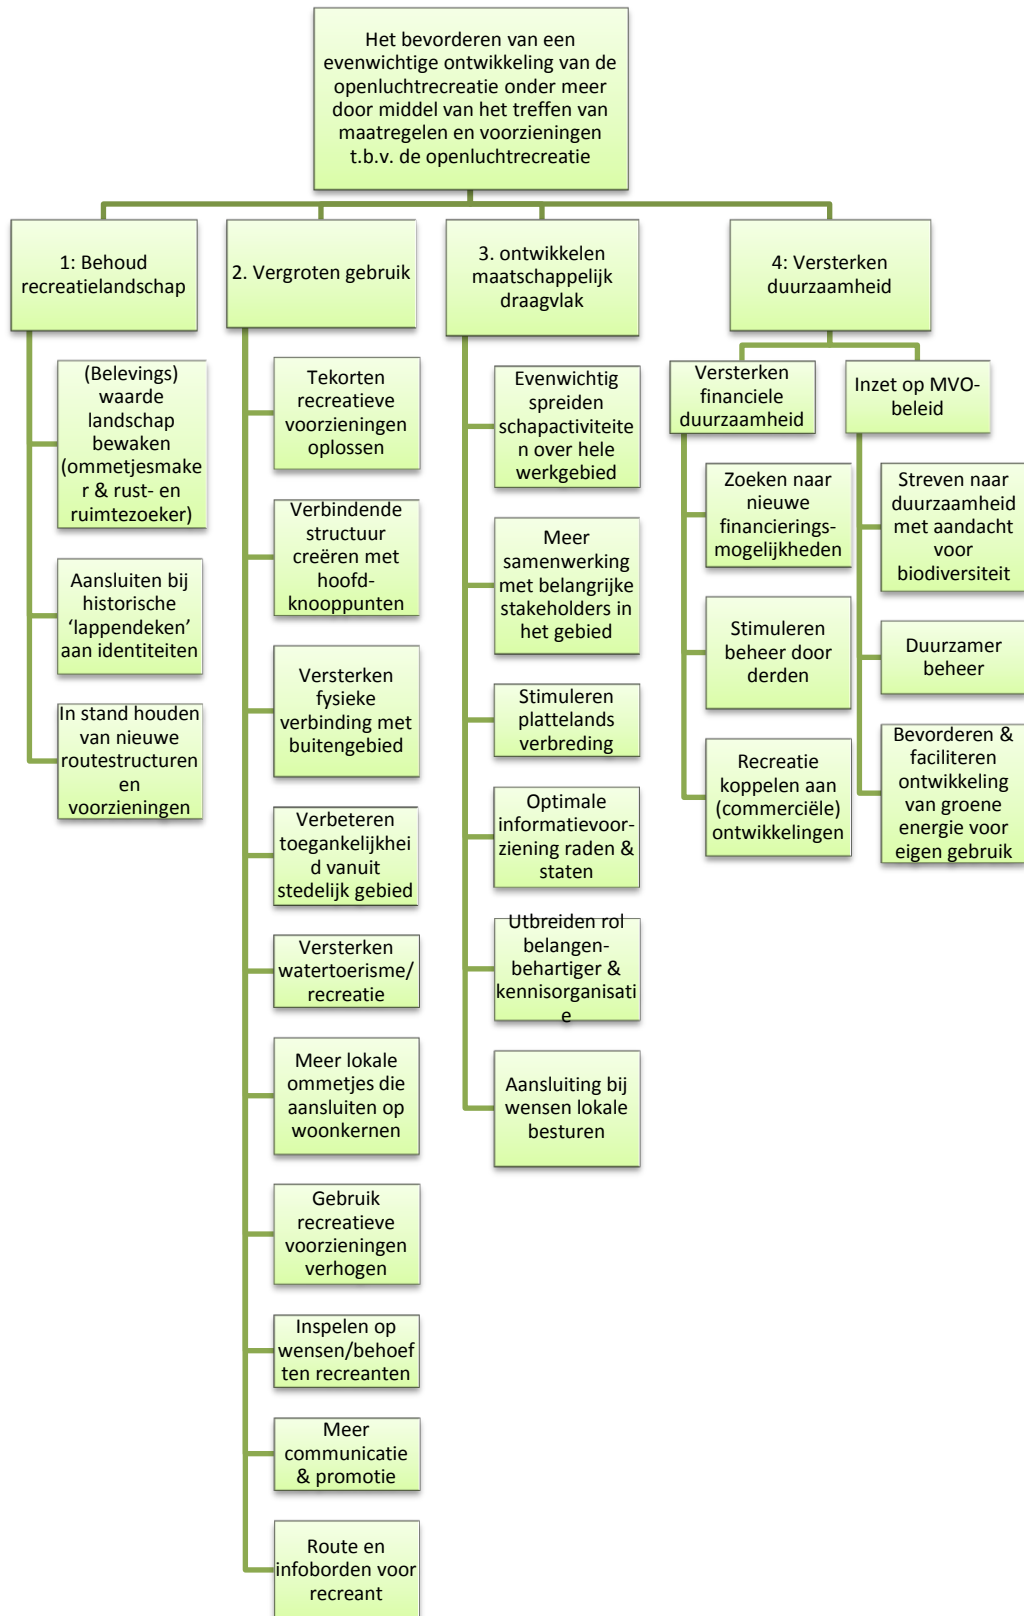 Het bevorderen van een
evenwichtige ontwikkeling van de
openluchtrecreatie onder meer
door middel van het treffen van
maatregelen en voorzieningen
t.b.v. de openluchtrecreatie
1: Behoud
recreatielandschap
(Belevings)
waarde
landschap
bewaken
(ommetjesmake
r & rust- en
ruimtezoeker)
Aansluiten bij
historische
‘lappendeken’
aan identiteiten
In stand houden
van nieuwe
routestructuren
en
voorzieningen
2. Vergroten gebruik
Tekorten
recreatieve
voorzieningen
oplossen
Verbindende
structuur
creëren met
hoofd-
knooppunten
Versterken
fysieke
verbinding met
buitengebied
Verbeteren
toegankelijkhei
d vanuit
stedelijk gebied
Versterken
watertoerisme/
recreatie
Meer lokale
ommetjes die
aansluiten op
woonkernen
Gebruik
recreatieve
voorzieningen
verhogen
Inspelen op
wensen/behoef
ten recreanten
Meer
communicatie
& promotie
Route en
infoborden voor
recreant
3. ontwikkelen
maatschappelijk
draagvlak
Evenwichtig
spreiden
schapactiviteite
n over hele
werkgebied
Meer
samenwerking
met belangrijke
stakeholders in
het gebied
Stimuleren
plattelands
verbreding
Optimale
informatievoor-
ziening raden &
staten
Utbreiden rol
belangen-
behartiger &
kennisorganisati
e
Aansluiting bij
wensen lokale
besturen
4: Versterken
duurzaamheid
Versterken
financiele
duurzaamheid
Zoeken naar
nieuwe
financierings-
mogelijkheden
Stimuleren
beheer door
derden
Recreatie
koppelen aan
(commerciële)
ontwikkelingen
Inzet op MVO-
beleid
Streven naar
duurzaamheid
met aandacht
voor
biodiversiteit
Duurzamer
beheer
Bevorderen &
faciliteren
ontwikkeling
van groene
energie voor
eigen gebruik